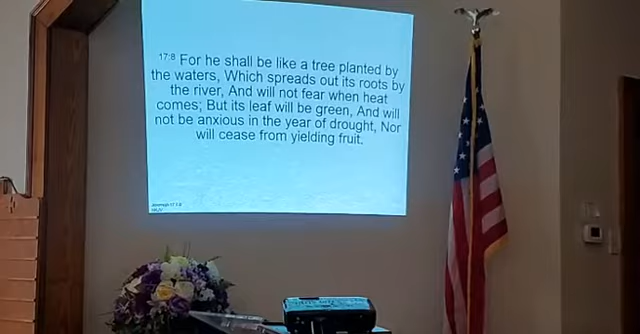 17:8 For he shall be like a tree planted by
the waters, Which spreads out its roots by
the river, And will not fear when heat
comes; But its leaf will be green, And will
not be anxious in the year of drought, Nor
will cease from yielding fruit.